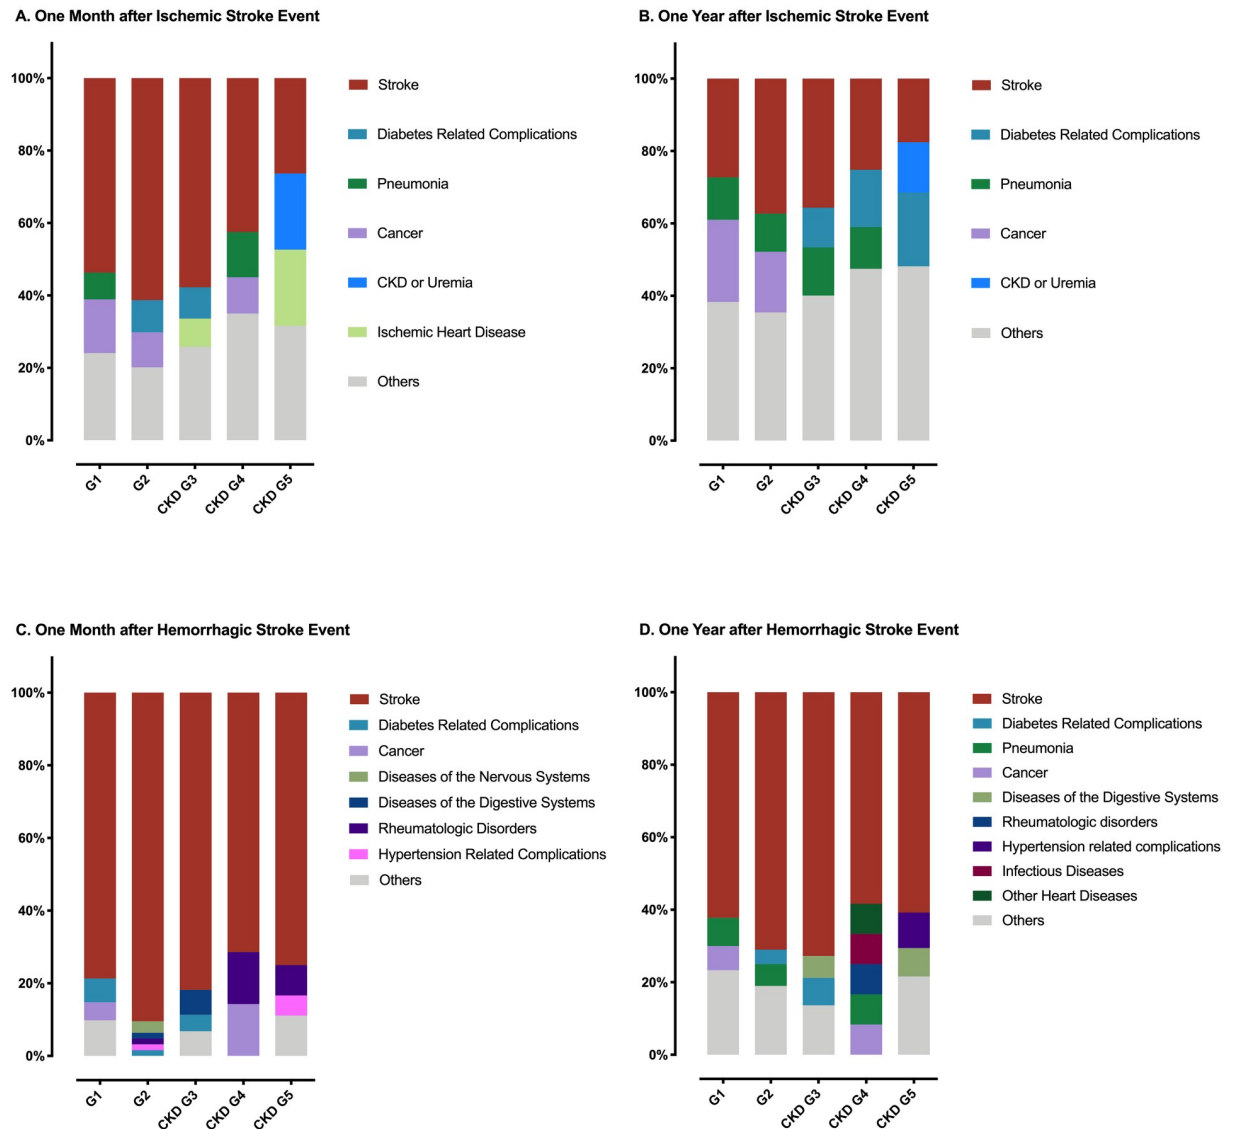 A. One Month after Ischemic Stroke Event
100%
80%
60%
40%
20%
0%
G1
G2
CKD G3
CKD G4
CKD G5
Stroke
Diabetes Related Complications
Pneumonia
Cancer
CKD or Uremia
Ischemic Heart Disease
Others
B. One Year after Ischemic Stroke Event
100%
80%
60%
40%
20%
0%
G1
G2
CKD G3
CKD G4
CKD G5
Stroke
Diabetes Related Complications
Pneumonia
Cancer
CKD or Uremia
Others
C. One Month after Hemorrhagic Stroke Event
100%
80%
60%
40%
20%
0%
G1
G2
CKD G3
CKD G4
CKD G5
Stroke
Diabetes Related Complications
Cancer
Diseases of the Nervous Systems
Diseases of the Digestive Systems
Rheumatologic Disorders
Hypertension Related Complications
Others
D. One Year after Hemorrhagic Stroke Event
100%
80%
60%
40%
20%
0%
G1
G2
CKD G3
CKD G4
CKD G5
Stroke
Diabetes Related Complications
Pneumonia
Cancer
Diseases of the Digestive Systems
Rheumatologic disorders
Hypertension related complications
Infectious Diseases
Other Heart Diseases
Others